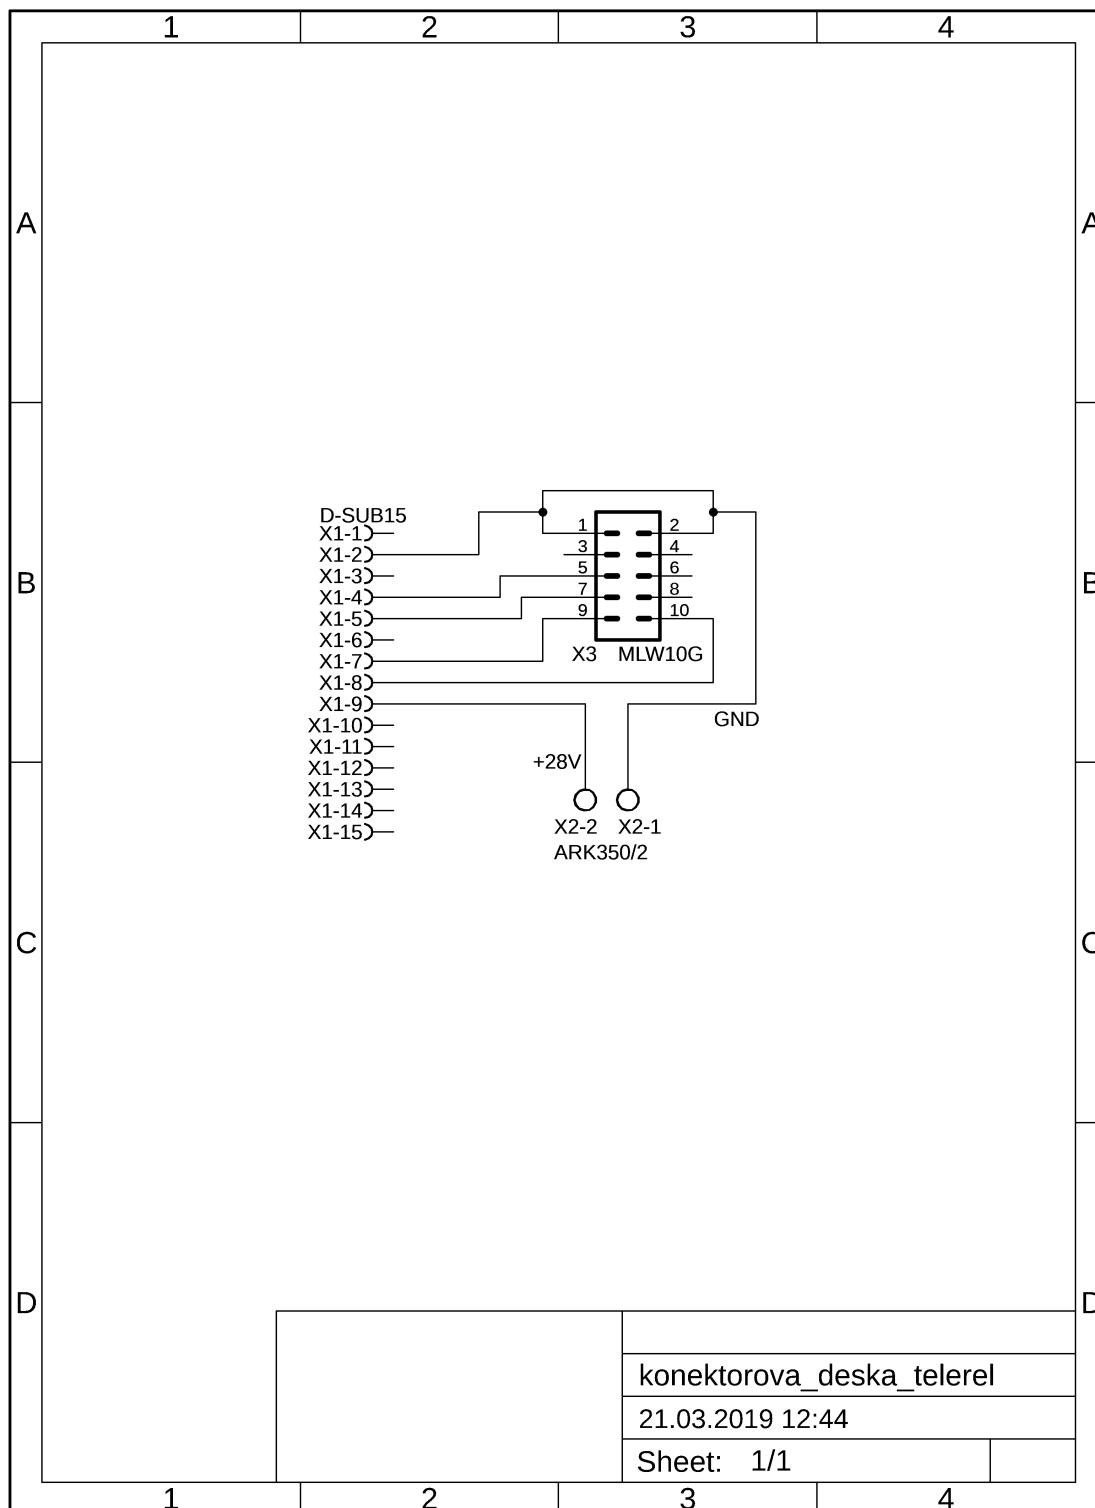 1 2 3 4
A A
D-SUB15
X1-1
X1-2
X1-3
X1-4
X1-5
X1-6
X1-7
X1-8
X1-9
X1-10
X1-11
X1-12
X1-13
X1-14
X1-15
1 2
3 4
5 6
7 8
9 10
X3 MLW10G
GND
+28V
X2-2 X2-1
ARK350/2
B B
C C
D D
konektorova_deska_telerel
21.03.2019 12:44
Sheet: 1/1
1 2 3 4